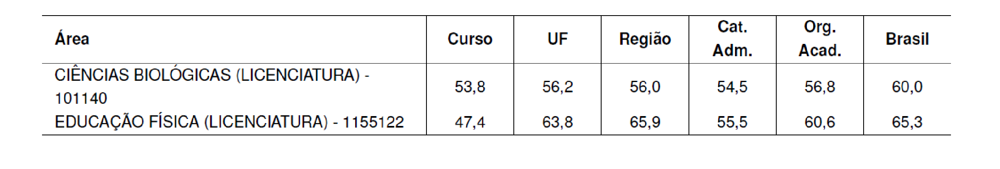 Área Curso UF Região Cat. Adm. Org. Acad. Brasil
CIÊNCIAS BIOLÓGICAS (LICENCIATURA) -
101140 53,8 56,2 56,0 54,5 56,8 60,0
EDUCAÇÃO FÍSICA (LICENCIATURA) - 1155122 47,4 63,8 65,9 55,5 60,6 65,3